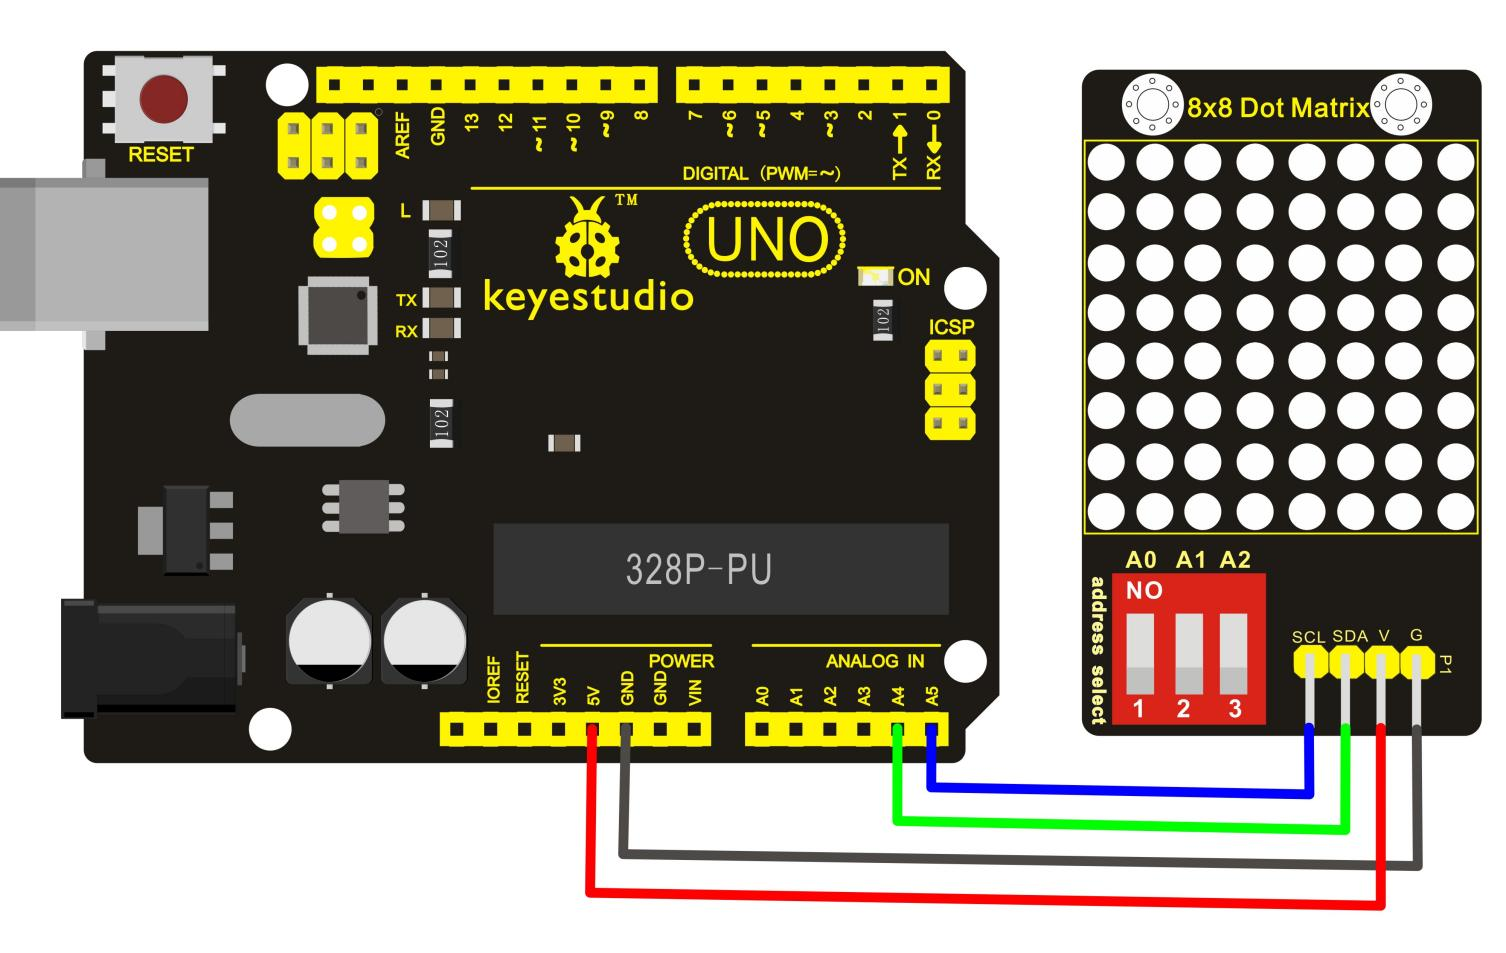 RESET
AREF
GND
13
12
~11
~10
~9
8
7
~6
~5
4
~3
2
TX→1
RX←0
DIGITAL (PWM=~)
L
102
TX
RX
102
TM
keyestudio
UNO
ON
102
ICSP
328P-PU
POWER
ANALOG IN
IOREF
RESET
3V3
5V
GND
GND
VIN
A0
A1
A2
A3
A4
A5
8x8 Dot Matrix
A0 A1 A2
address select
NO
1 2 3
SCL SDA V G
P1